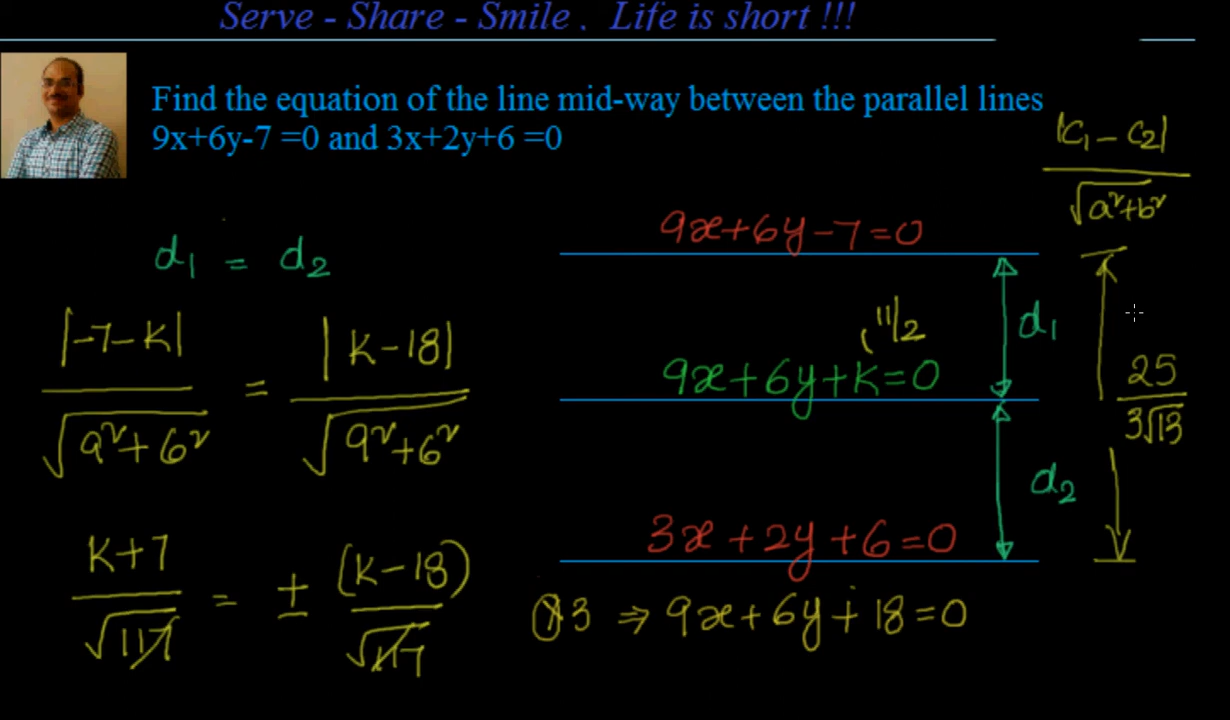 Serve - Share - Smile . Life is short !!!
Find the equation of the line mid-way between the parallel lines
9x+6y-7 =0 and 3x+2y+6 =0
|C₁ - C₂|
√a²+b²
d₁ = d₂
9x+6y-7=0
|-7-K| = |K-18|
√9²+6² √9²+6²
d₁
11/2
9x+6y+K=0
25
3√13
d₂
3x+2y+6=0
K+7 = ± (K-18)
√117 √117
×3 ⇒ 9x+6y+18=0